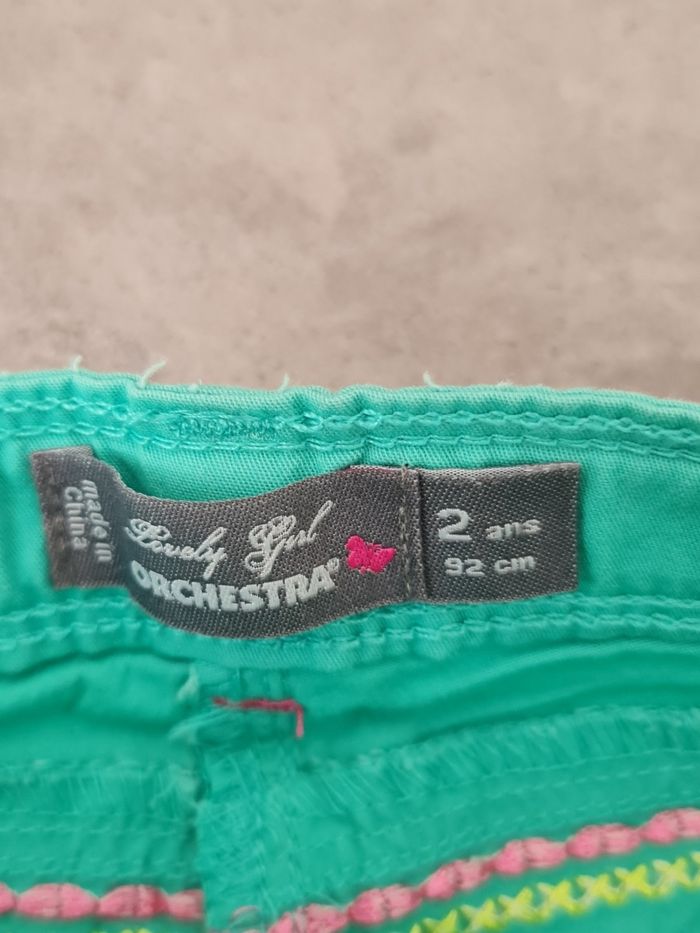 made in
China
Lovely Girl
ORCHESTRA®
2 ans
92 cm